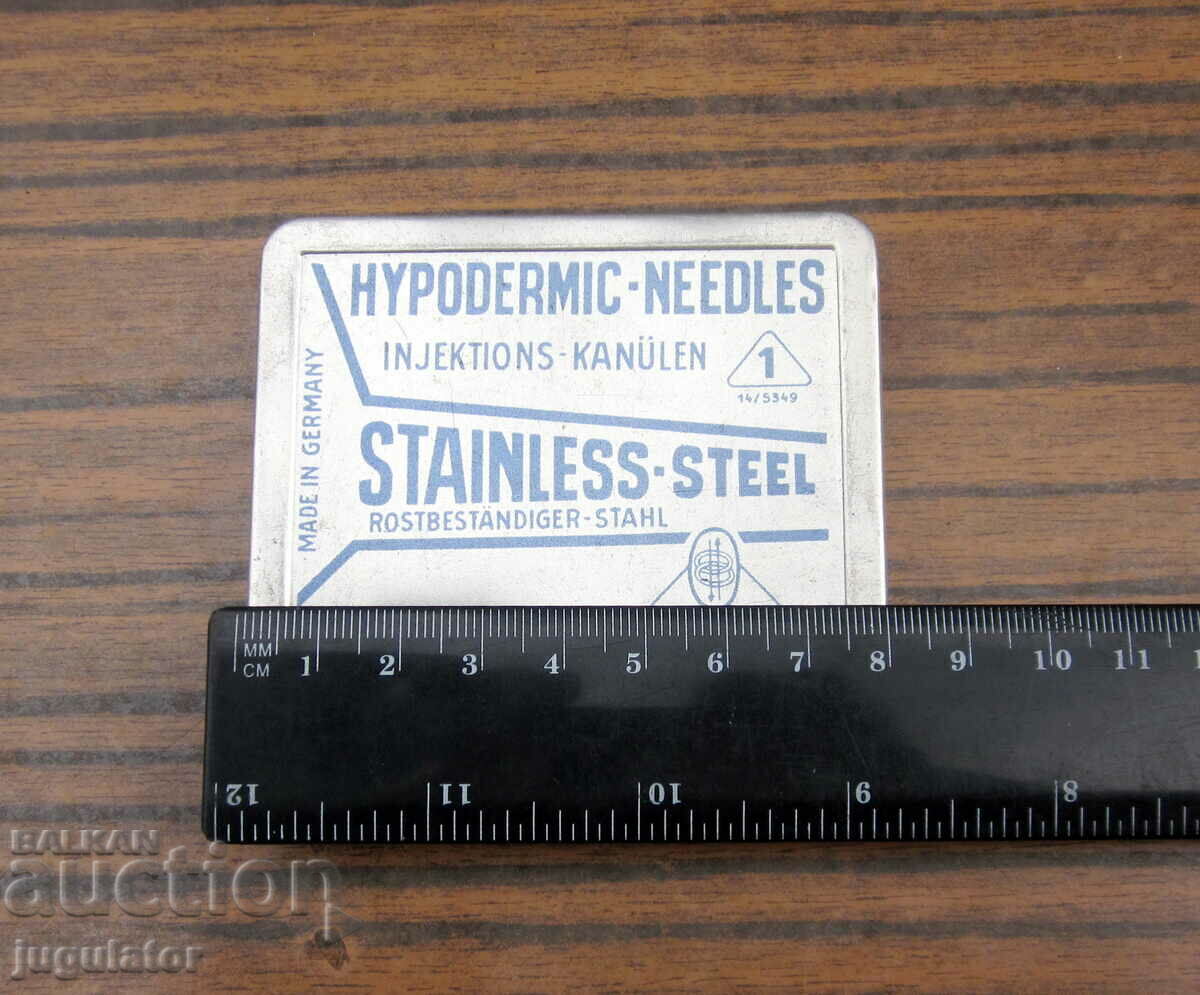 HYPODERMIC-NEEDLES
INJEKTIONS-KANÜLEN
1
14/5349
MADE IN GERMANY
STAINLESS-STEEL
ROSTBESTÄNDIGER-STAHL
MM
CM 1 2 3 4 5 6 7 8 9 10 11
12 11 10 9 8
BALKAN
auction
jugulator